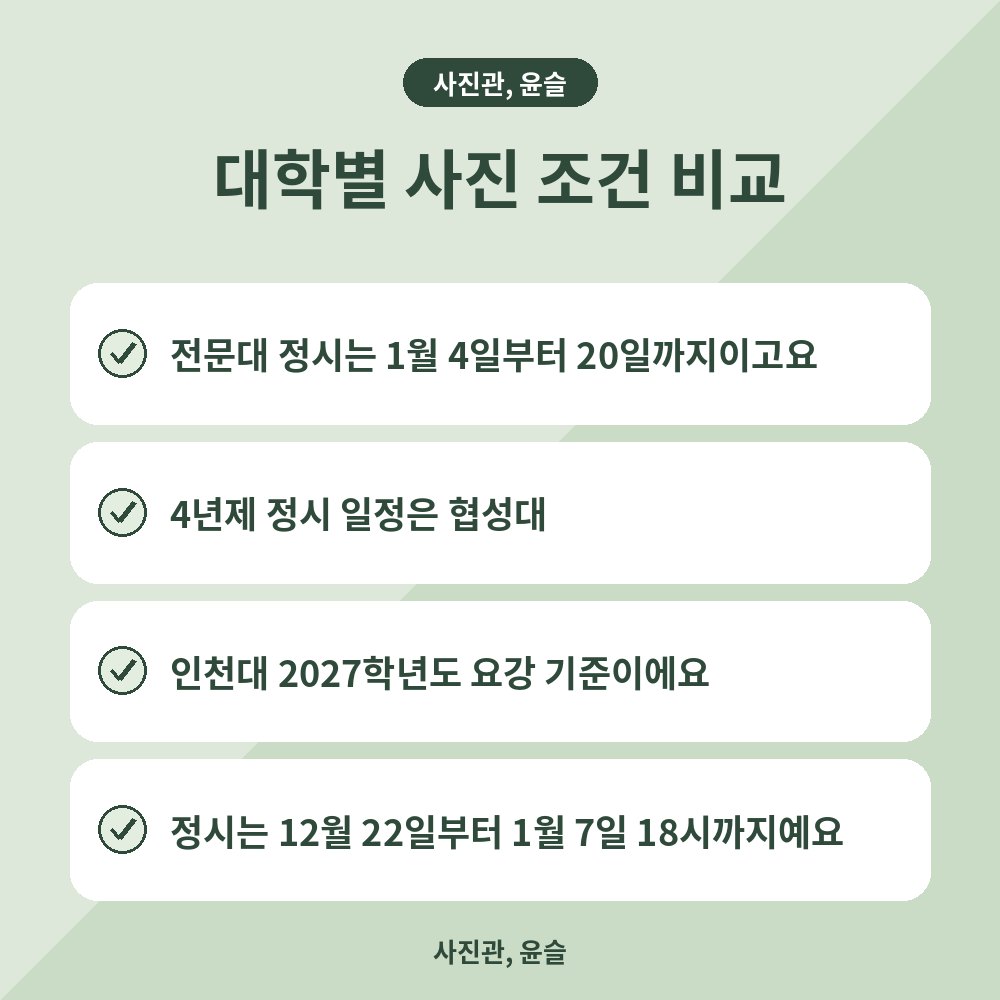 사진관, 윤슬
대학별 사진 조건 비교
전문대 정시는 1월 4일부터 20일까지이고요
4년제 정시 일정은 협성대
인천대 2027학년도 요강 기준이에요
정시는 12월 22일부터 1월 7일 18시까지예요
사진관, 윤슬